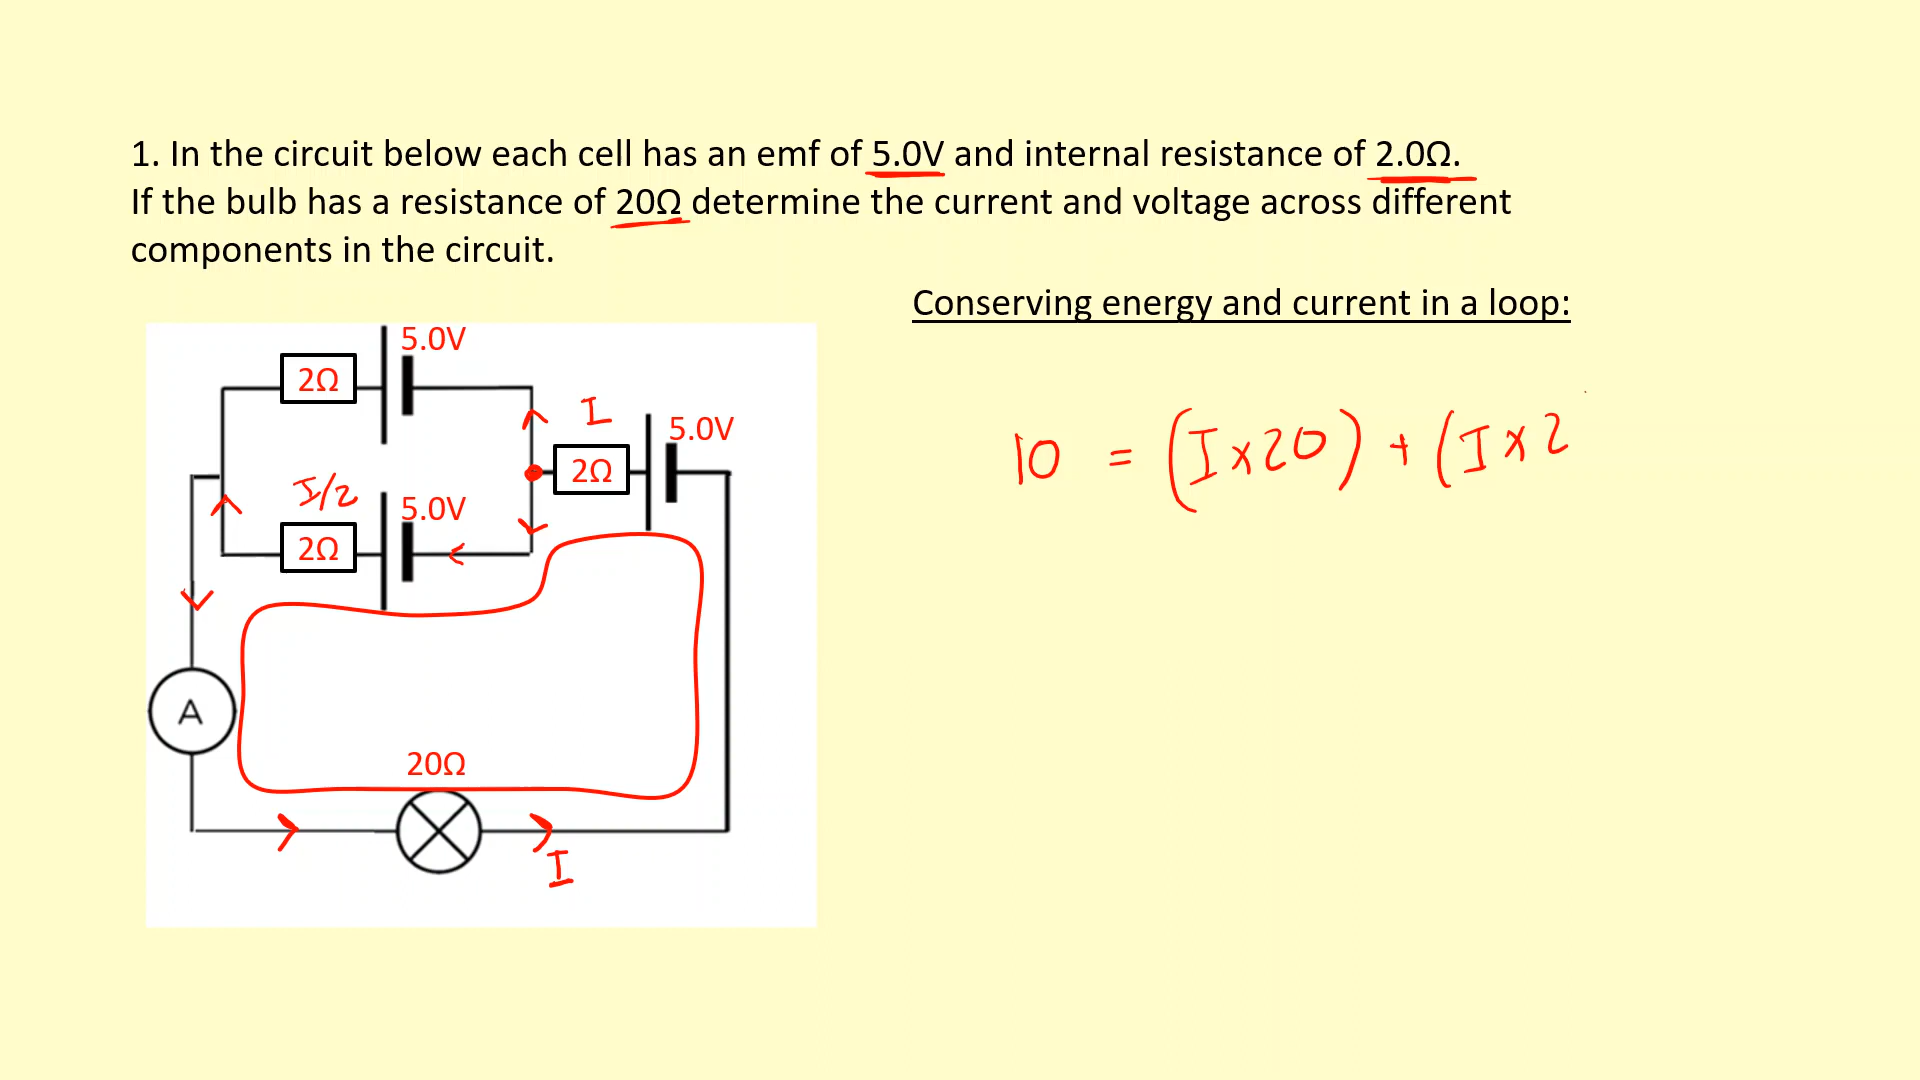 1. In the circuit below each cell has an emf of 5.0V and internal resistance of 2.0Ω.
If the bulb has a resistance of 20Ω determine the current and voltage across different
components in the circuit.
Conserving energy and current in a loop:
5.0V
2Ω
I
5.0V
2Ω
I/2
5.0V
2Ω
A
20Ω
I
10 = (I×20) + (I×2